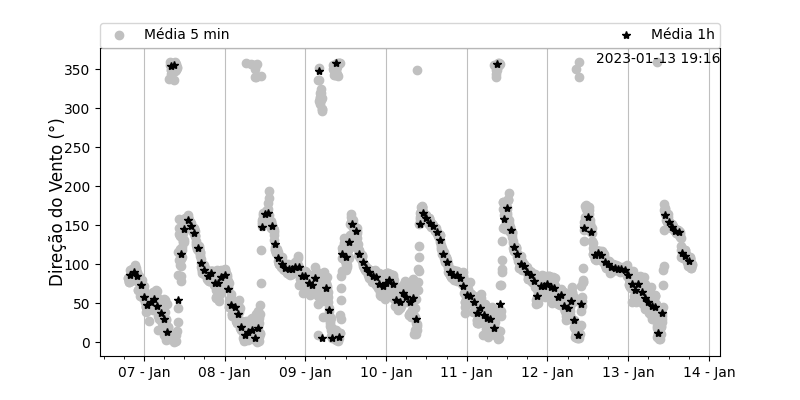 Média 5 min
Média 1h
2023-01-13 19:16
350
300
250
200
150
100
50
0
Direção do Vento (°)
07 - Jan
08 - Jan
09 - Jan
10 - Jan
11 - Jan
12 - Jan
13 - Jan
14 - Jan